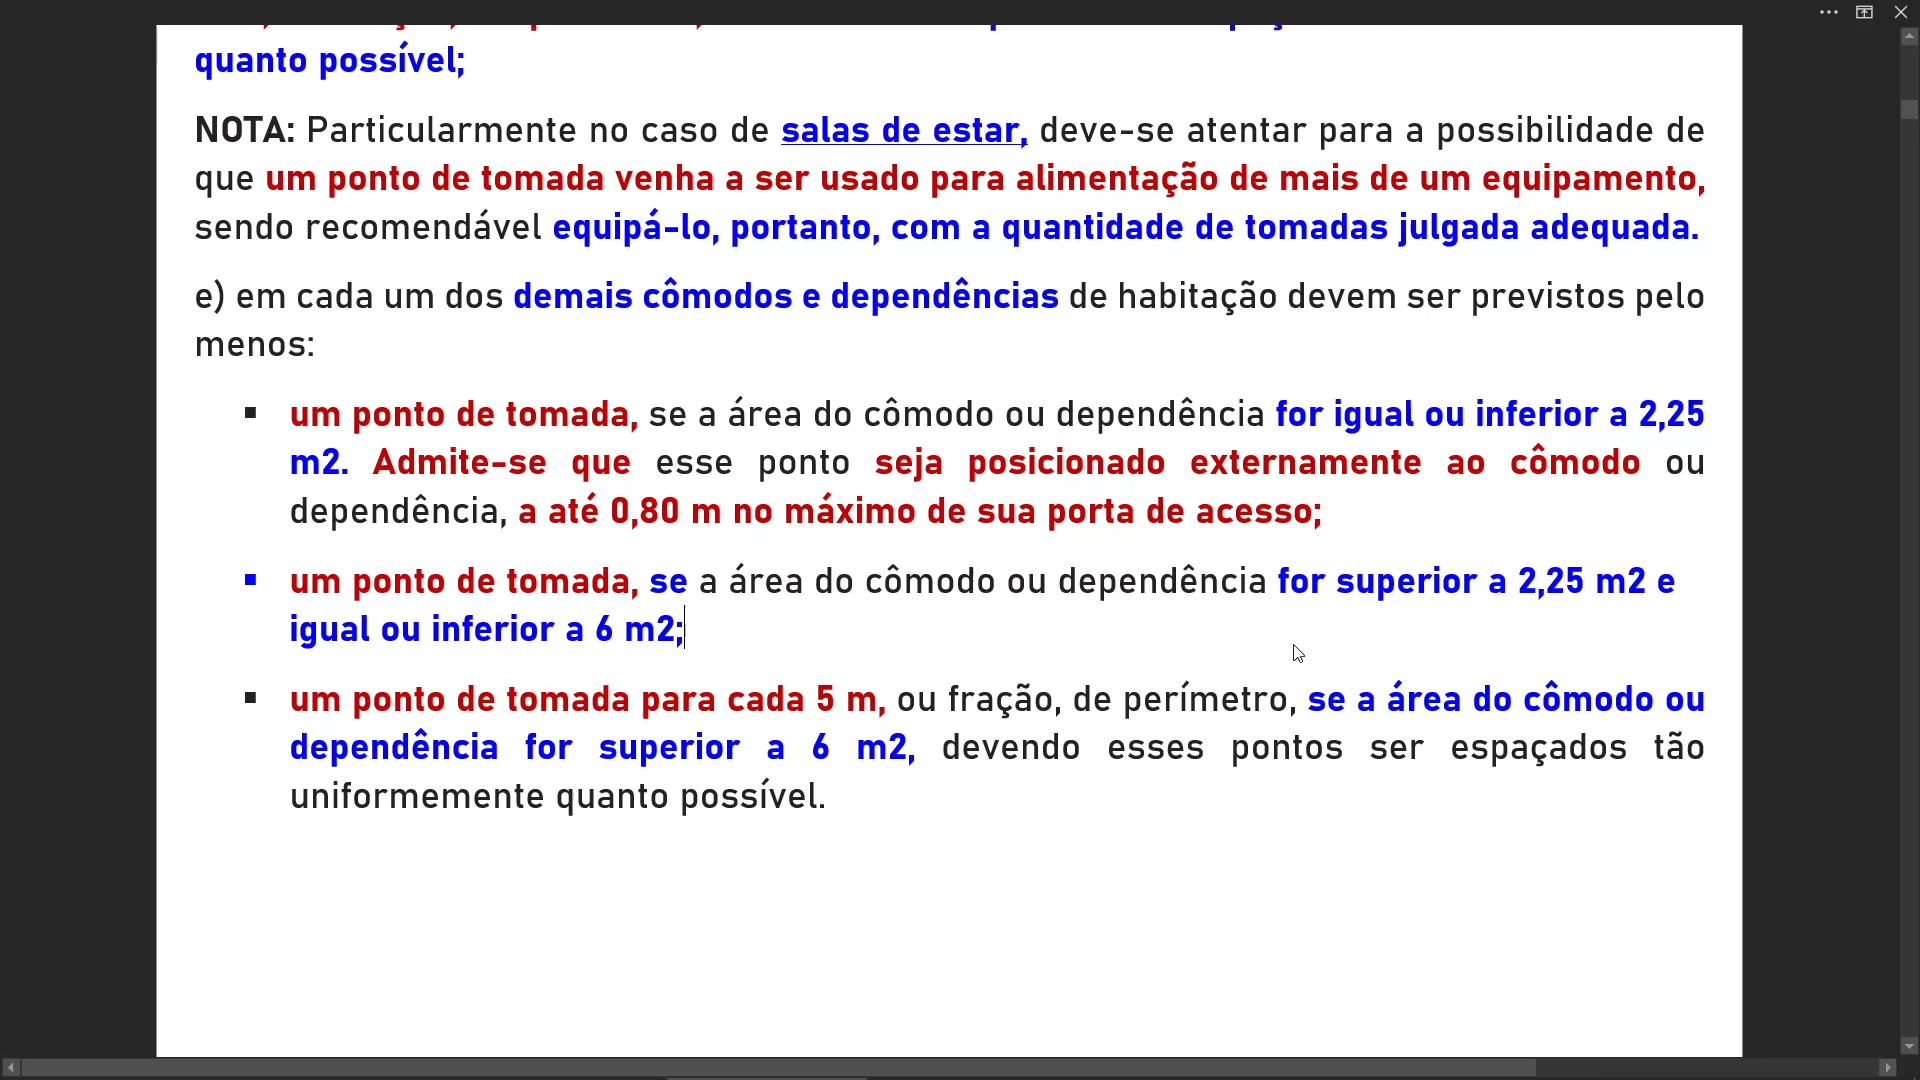 quanto possível;
NOTA: Particularmente no caso de salas de estar, deve-se atentar para a possibilidade de
que um ponto de tomada venha a ser usado para alimentação de mais de um equipamento,
sendo recomendável equipá-lo, portanto, com a quantidade de tomadas julgada adequada.
e) em cada um dos demais cômodos e dependências de habitação devem ser previstos pelo
menos:
▪ um ponto de tomada, se a área do cômodo ou dependência for igual ou inferior a 2,25
m2. Admite-se que esse ponto seja posicionado externamente ao cômodo ou
dependência, a até 0,80 m no máximo de sua porta de acesso;
▪ um ponto de tomada, se a área do cômodo ou dependência for superior a 2,25 m2 e
igual ou inferior a 6 m2;
▪ um ponto de tomada para cada 5 m, ou fração, de perímetro, se a área do cômodo ou
dependência for superior a 6 m2, devendo esses pontos ser espaçados tão
uniformemente quanto possível.